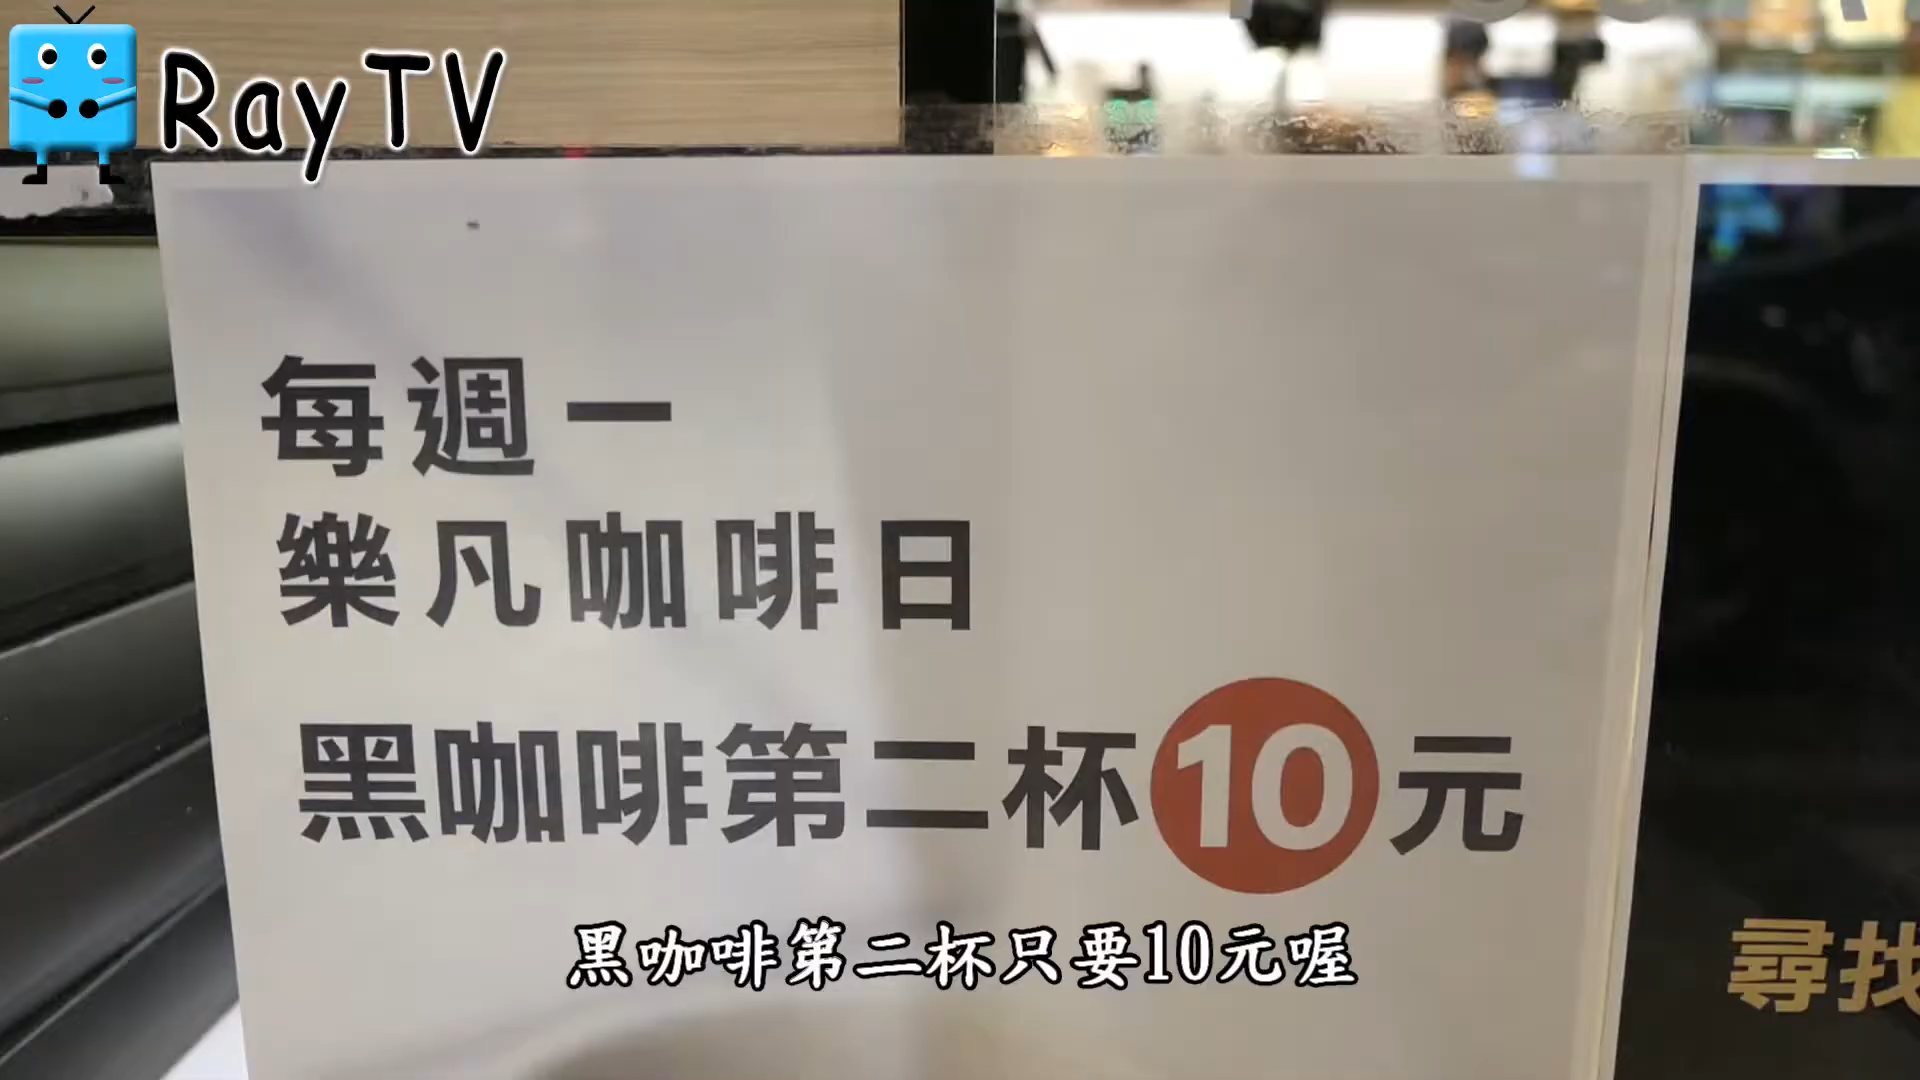 RayTV
每週一
樂凡咖啡日
黑咖啡第二杯10元
黑咖啡第二杯只要10元喔
尋找